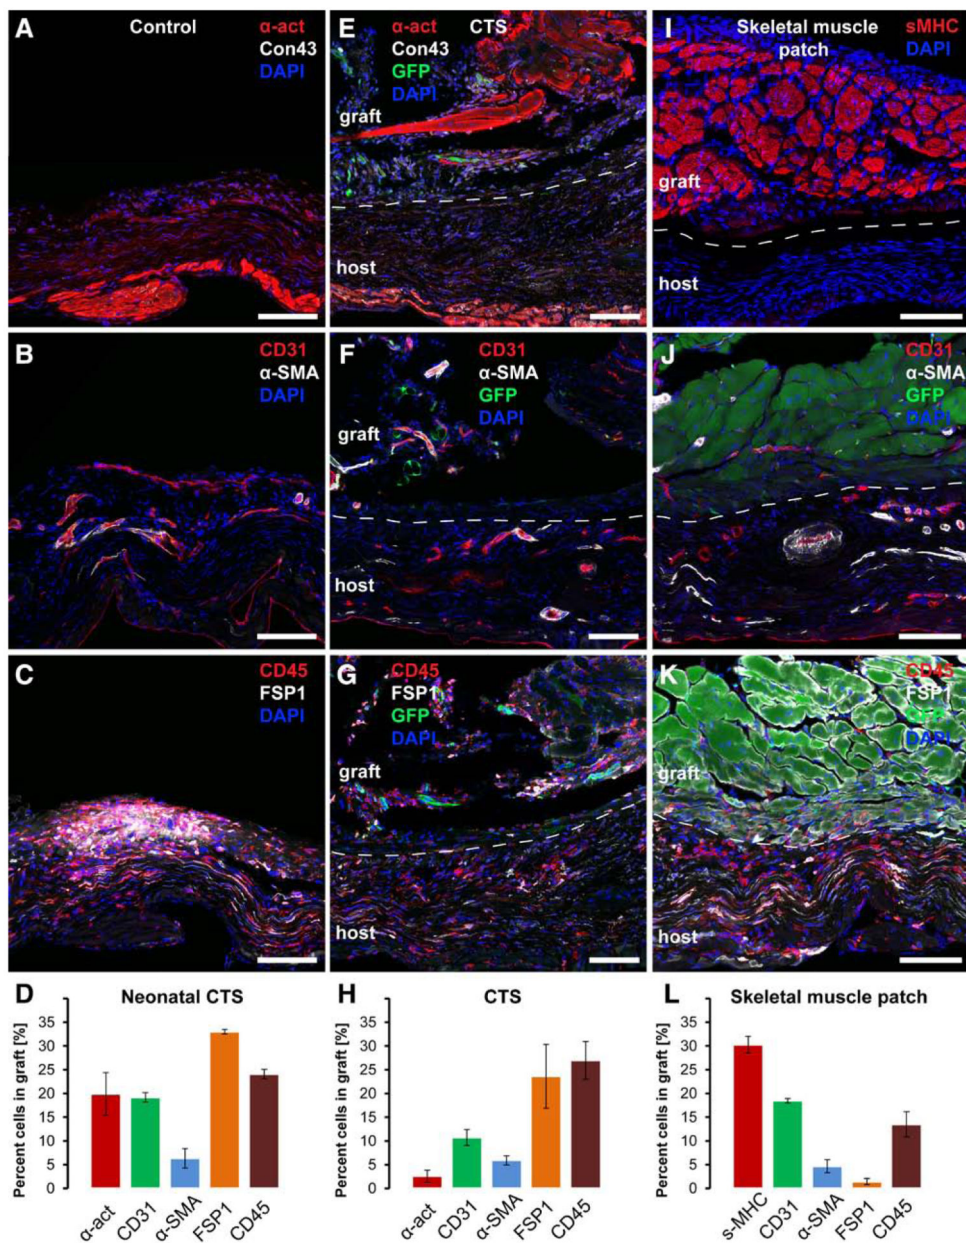 A
Control
α-act
Con43
DAPI
E
α-act
CTS
Con43
GFP
DAPI
graft
host
I
Skeletal muscle
patch
sMHC
DAPI
graft
host
B
CD31
α-SMA
DAPI
F
CD31
α-SMA
GFP
DAPI
graft
host
J
CD31
α-SMA
GFP
DAPI
graft
host
C
CD45
FSP1
DAPI
G
CD45
FSP1
GFP
DAPI
graft
host
K
CD45
FSP1
GFP
DAPI
graft
host
D
Neonatal CTS
Percent cells in graft [%]
35
30
25
20
15
10
5
0
α-act
CD31
α-SMA
FSP1
CD45
H
CTS
Percent cells in graft [%]
35
30
25
20
15
10
5
0
α-act
CD31
α-SMA
FSP1
CD45
L
Skeletal muscle patch
Percent cells in graft [%]
35
30
25
20
15
10
5
0
s-MHC
CD31
α-SMA
FSP1
CD45